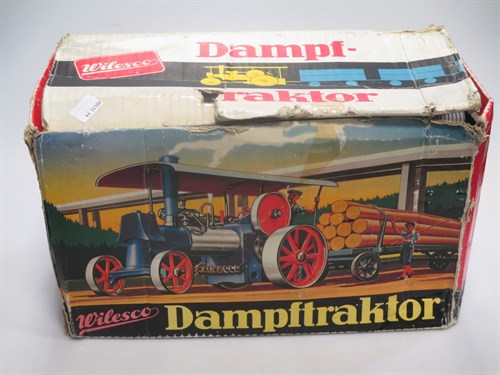 Wilesco
Dampf-
traktor
Wilesco Dampftraktor